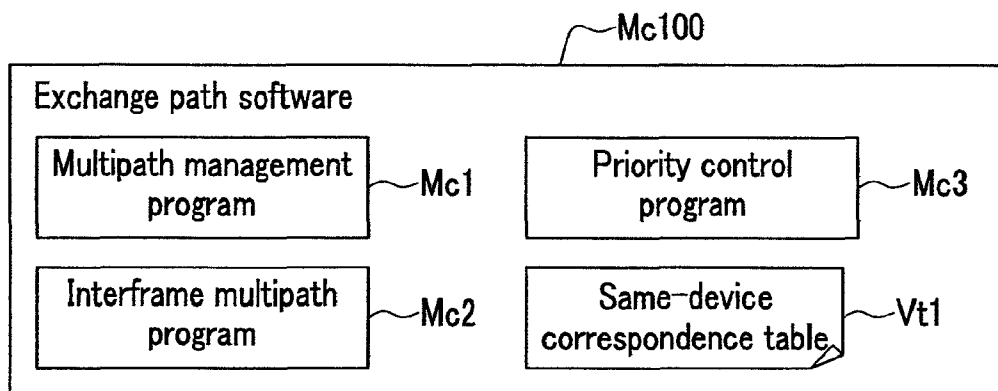 Mc100
Exchange path software
Multipath management
program
Mc1
Priority control
program
Mc3
Interframe multipath
program
Mc2
Same-device
correspondence table
Vt1